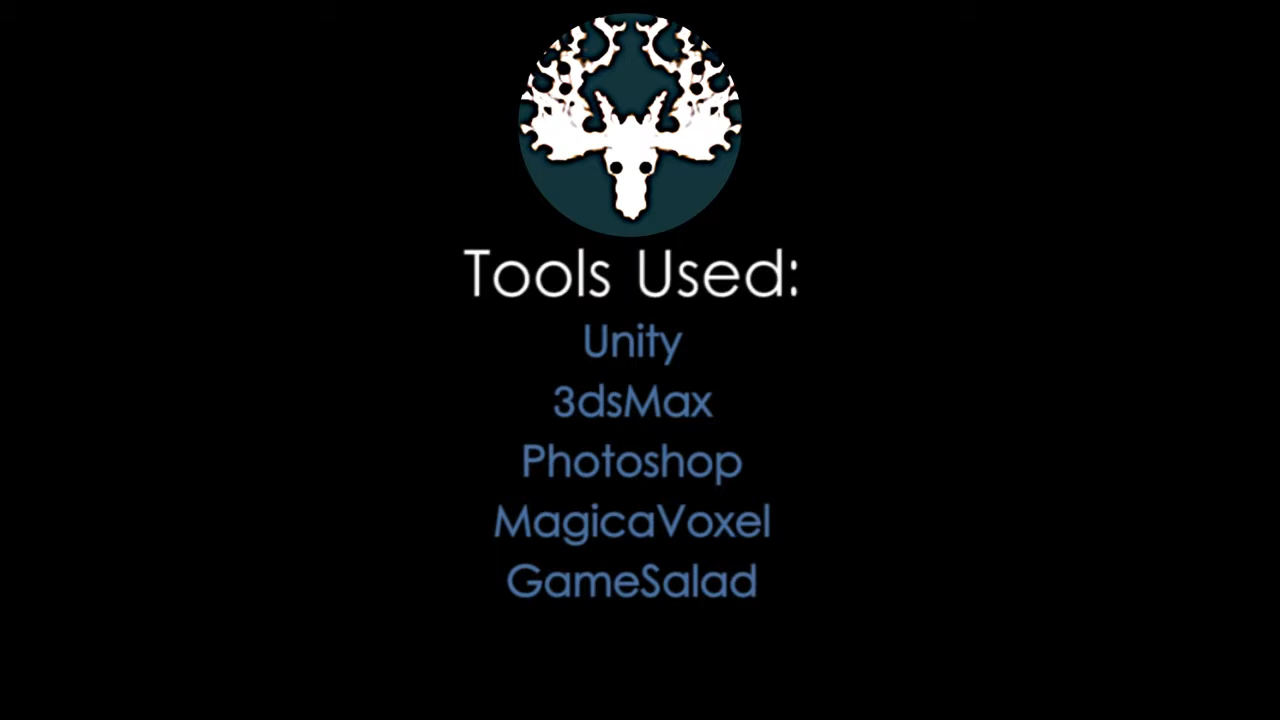 Tools Used:
Unity
3dsMax
Photoshop
MagicaVoxel
GameSalad